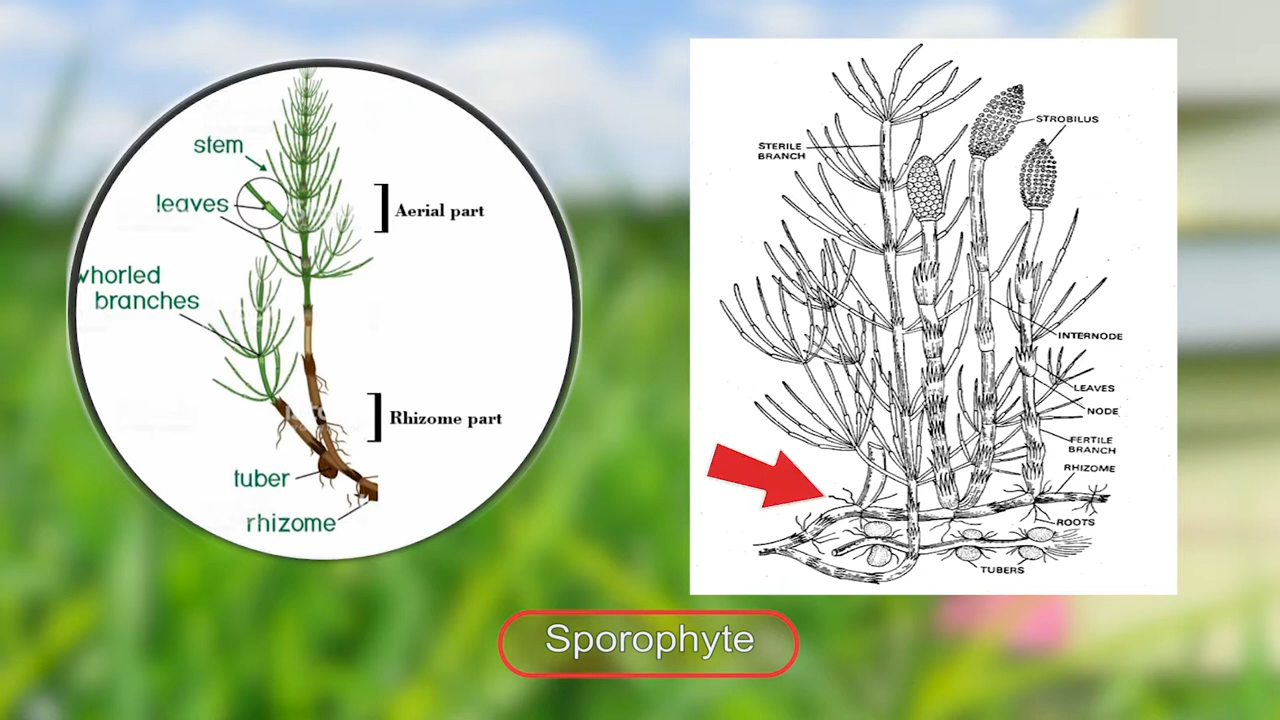 stem
leaves
whorled
branches
Aerial part
Rhizome part
tuber
rhizome
STROBILUS
STERILE
BRANCH
INTERNODE
LEAVES
NODE
FERTILE
BRANCH
RHIZOME
ROOTS
TUBERS
Sporophyte